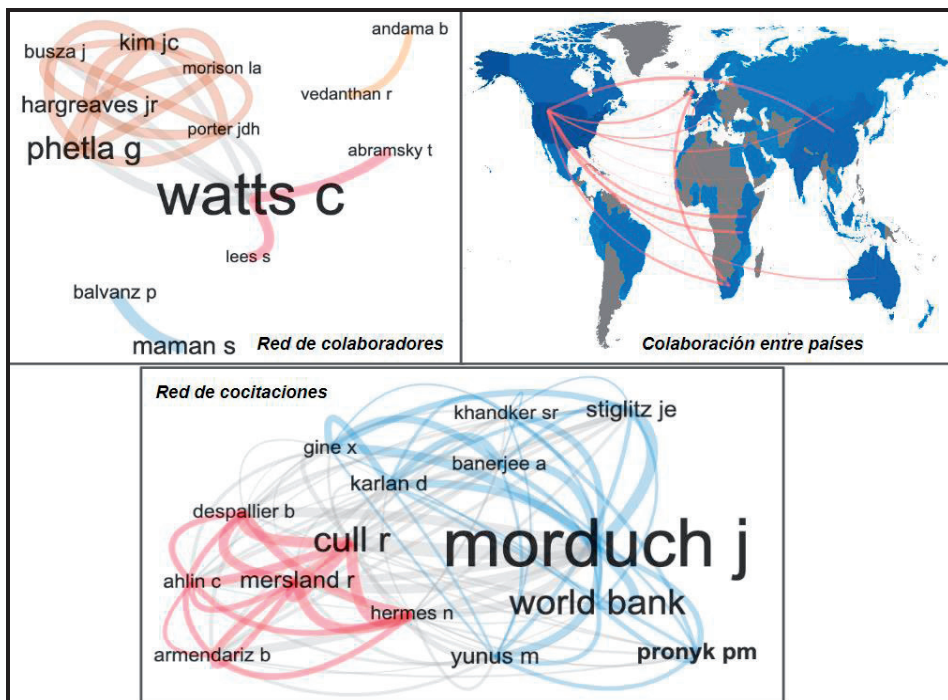 andama b
kim jc
busza j
morison la
vedanthan r
hargreaves jr
porter jdh
phetla g
abramsky t
watts c
lees s
balvanz p
maman s
Red de colaboradores
Colaboración entre países
Red de cocitaciones
khandker sr
stiglitz je
gine x
banerjee a
karlan d
despallier b
cull r
morduch j
ahlin c
mersland r
world bank
hermes n
armendariz b
yunus m
pronyk pm